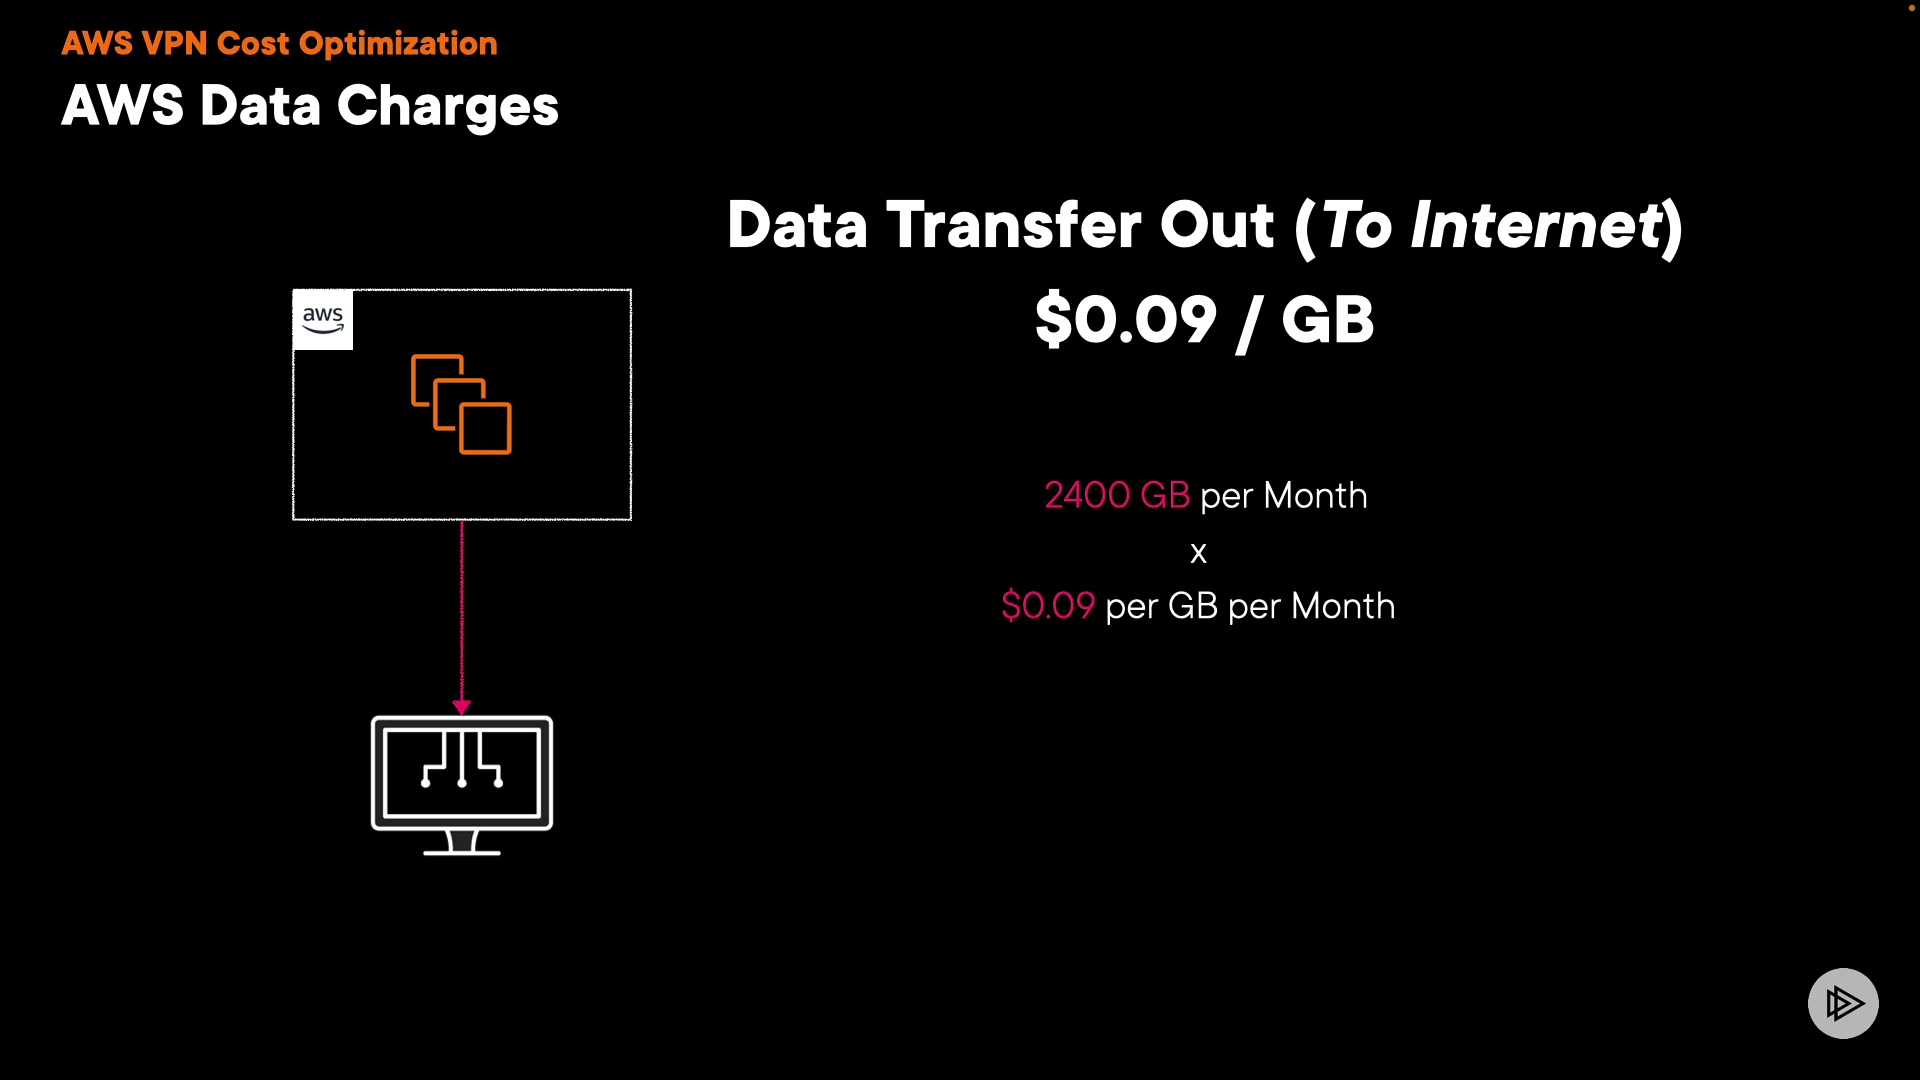 AWS VPN Cost Optimization
AWS Data Charges
Data Transfer Out (To Internet)
$0.09 / GB
aws
2400 GB per Month
x
$0.09 per GB per Month